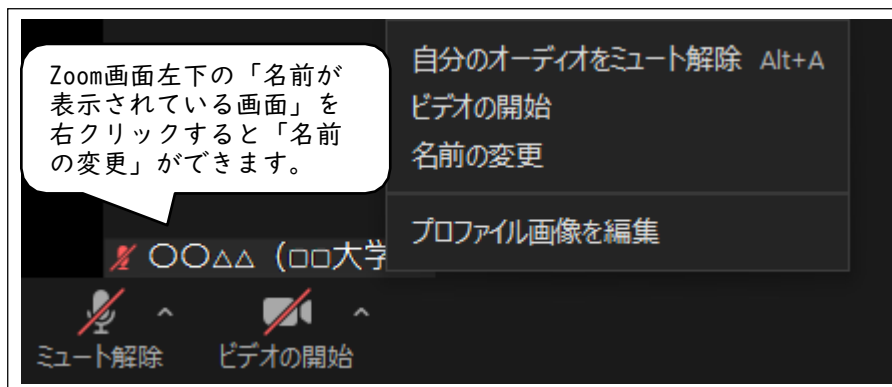 Zoom画面左下の「名前が
表示されている画面」を
右クリックすると「名前
の変更」ができます。
自分のオーディオをミュート解除 Alt+A
ビデオの開始
名前の変更
プロファイル画像を編集
〇〇△△（□□大学
ミュート解除
ビデオの開始